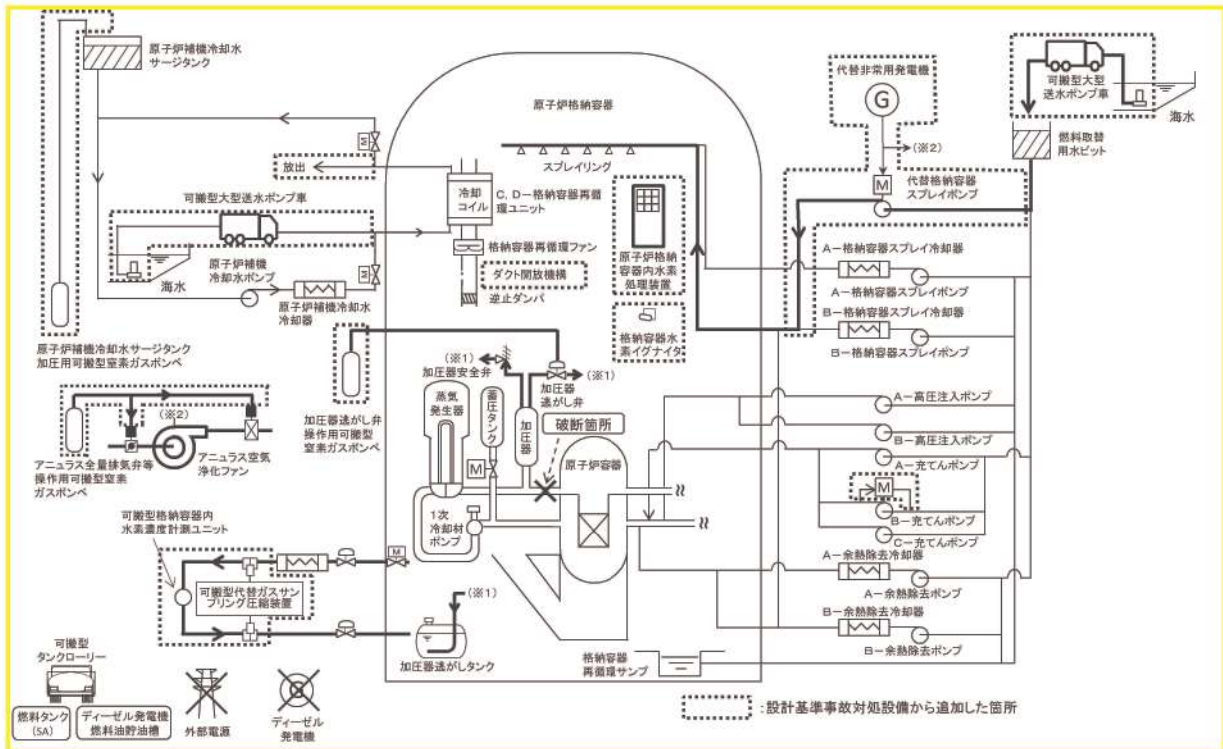 原子炉補機冷却水
サージタンク
原子炉格納容器
代替非常用発電機
G
可搬型大型
送水ポンプ車
海水
(※2)
燃料取替
用水ピット
M
スプレイリング
放出
M
代替格納容器
スプレイポンプ
冷却
コイル
C, D-格納容器再循
環ユニット
可搬型大型送水ポンプ車
格納容器再循環ファン
原子炉格納
容器内水素
処理装置
A-格納容器スプレイ冷却器
A-格納容器スプレイポンプ
原子炉補機
冷却水ポンプ
海水
M
ダクト開放機構
逆止ダンパ
原子炉補機冷却水
冷却器
格納容器水
素イグナイタ
B-格納容器スプレイ冷却器
B-格納容器スプレイポンプ
原子炉補機冷却水サージタンク
加圧用可搬型窒素ガスボンベ
(※1)
加圧器安全弁
(※1)
加圧器
逃がし弁
加圧器逃がし弁
操作用可搬型
窒素ガスボンベ
蒸気
発生器
蓄圧タンク
加圧器
破断箇所
原子炉容器
A-高圧注入ポンプ
B-高圧注入ポンプ
A-充てんポンプ
M
B-充てんポンプ
C-充てんポンプ
(※2)
アニュラス空気
浄化ファン
アニュラス全量排気弁等
操作用可搬型窒素
ガスボンベ
M
1次
冷却材
ポンプ
可搬型格納容器内
水素濃度計測ユニット
M
A-余熱除去冷却器
A-余熱除去ポンプ
可搬型代替ガスサン
プリング圧縮装置
(※1)
B-余熱除去冷却器
B-余熱除去ポンプ
加圧器逃がしタンク
格納容器
再循環サンプ
可搬型
タンクローリー
燃料タンク
(SA)
ディーゼル発電機
燃料油貯油槽
外部電源
ディーゼル
発電機
:設計基準事故対処設備から追加した箇所